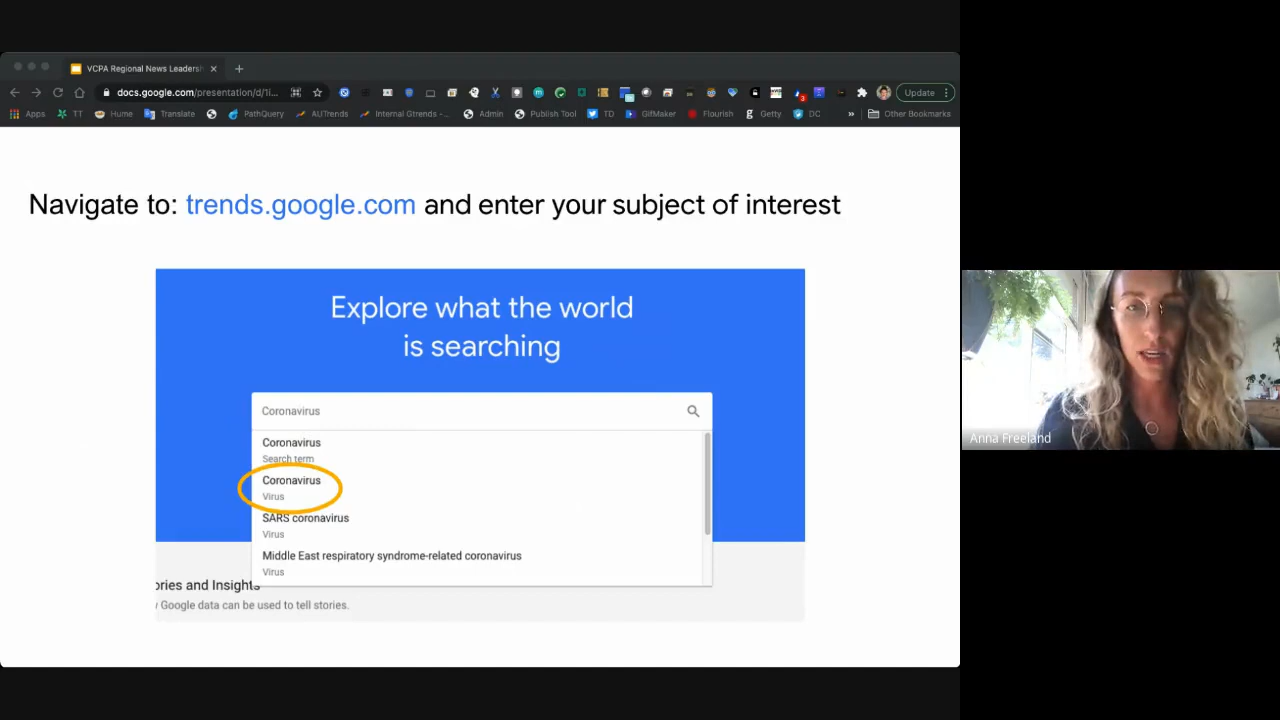 VCPA Regional News Leadersh
docs.google.com/presentation/d/1i...
Update
Apps
TT
Hume
Translate
PathQuery
AUTrends
Internal Gtrends -...
Admin
Publish Tool
TD
GifMaker
Flourish
Getty
DC
»
Other Bookmarks
Navigate to: trends.google.com and enter your subject of interest
Explore what the world
is searching
Coronavirus
Coronavirus
Search term
Coronavirus
Virus
SARS coronavirus
Virus
Middle East respiratory syndrome-related coronavirus
Virus
ories and Insights
Google data can be used to tell stories.
Anna Freeland